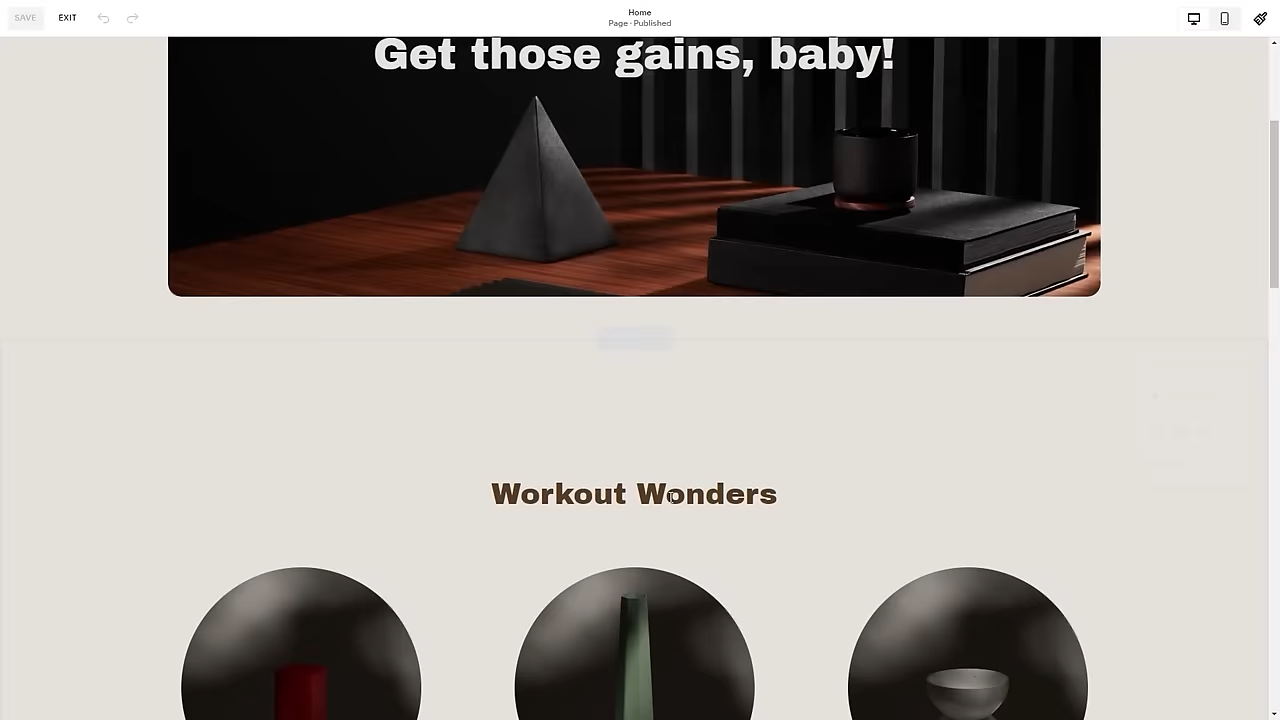 SAVE
EXIT
Home
Page · Published
Get those gains, baby!
Workout Wonders